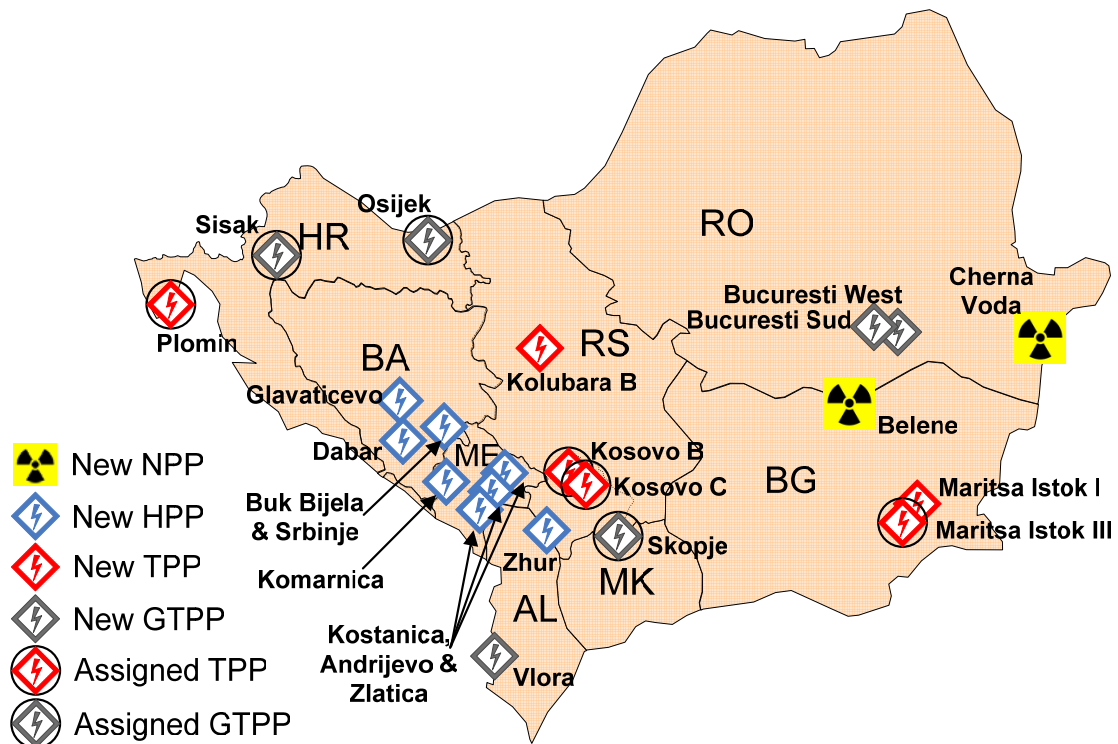 Osijek
Sisak
HR
RO
Cherna
Voda
Bucuresti West
Bucuresti Sud
Plomin
BA
RS
Kolubara B
Glavaticevo
Belene
Dabar
ME
Kosovo B
Kosovo C
BG
Maritsa Istok I
Maritsa Istok III
Buk Bijela
& Srbinje
Komarnica
Zhur
Skopje
MK
AL
Kostanica,
Andrijevo &
Zlatica
Vlora
New NPP
New HPP
New TPP
New GTPP
Assigned TPP
Assigned GTPP